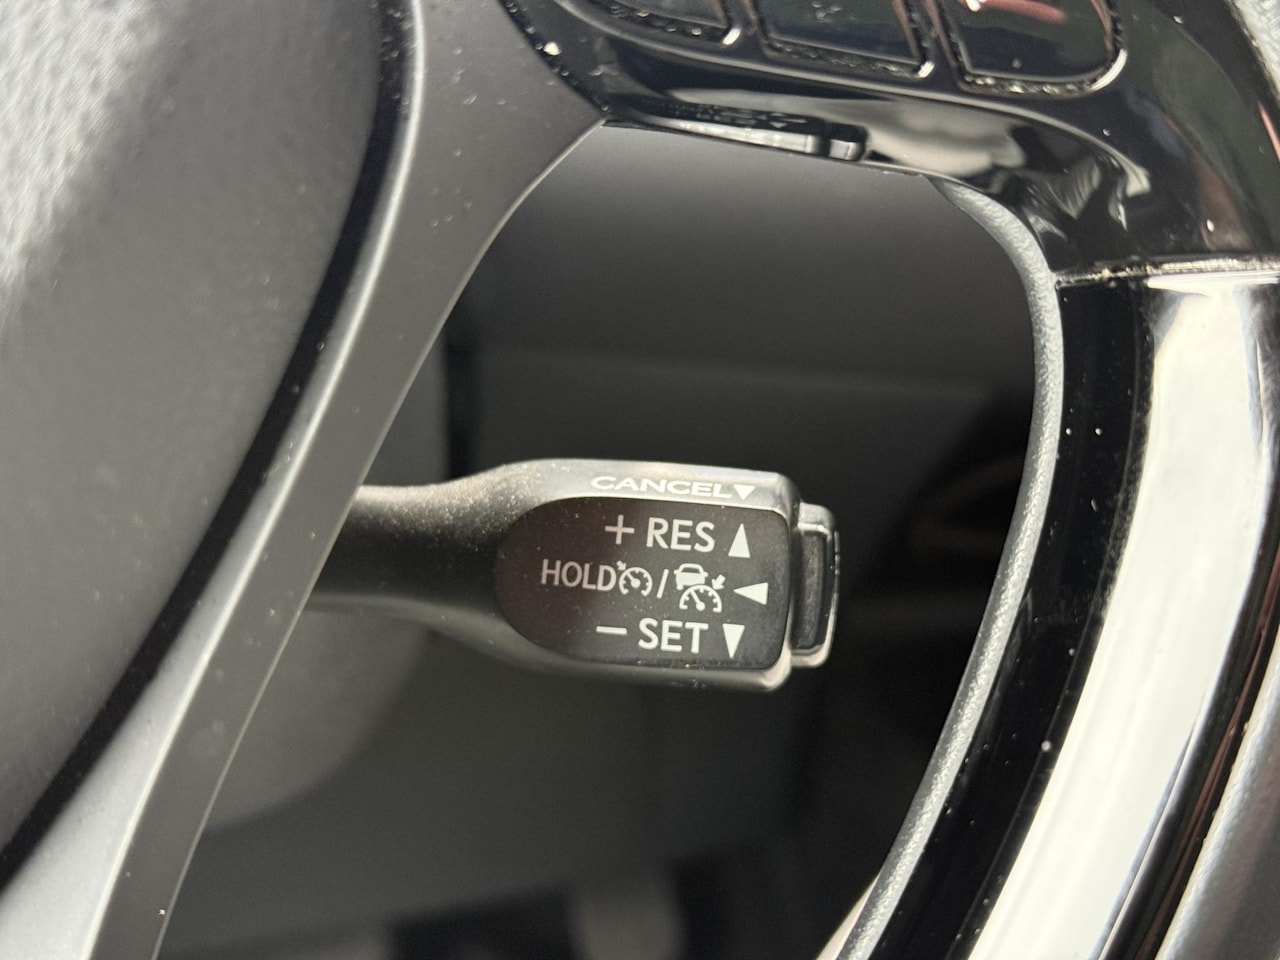 CANCEL▼
+ RES ▲
HOLD / ◀
− SET ▼